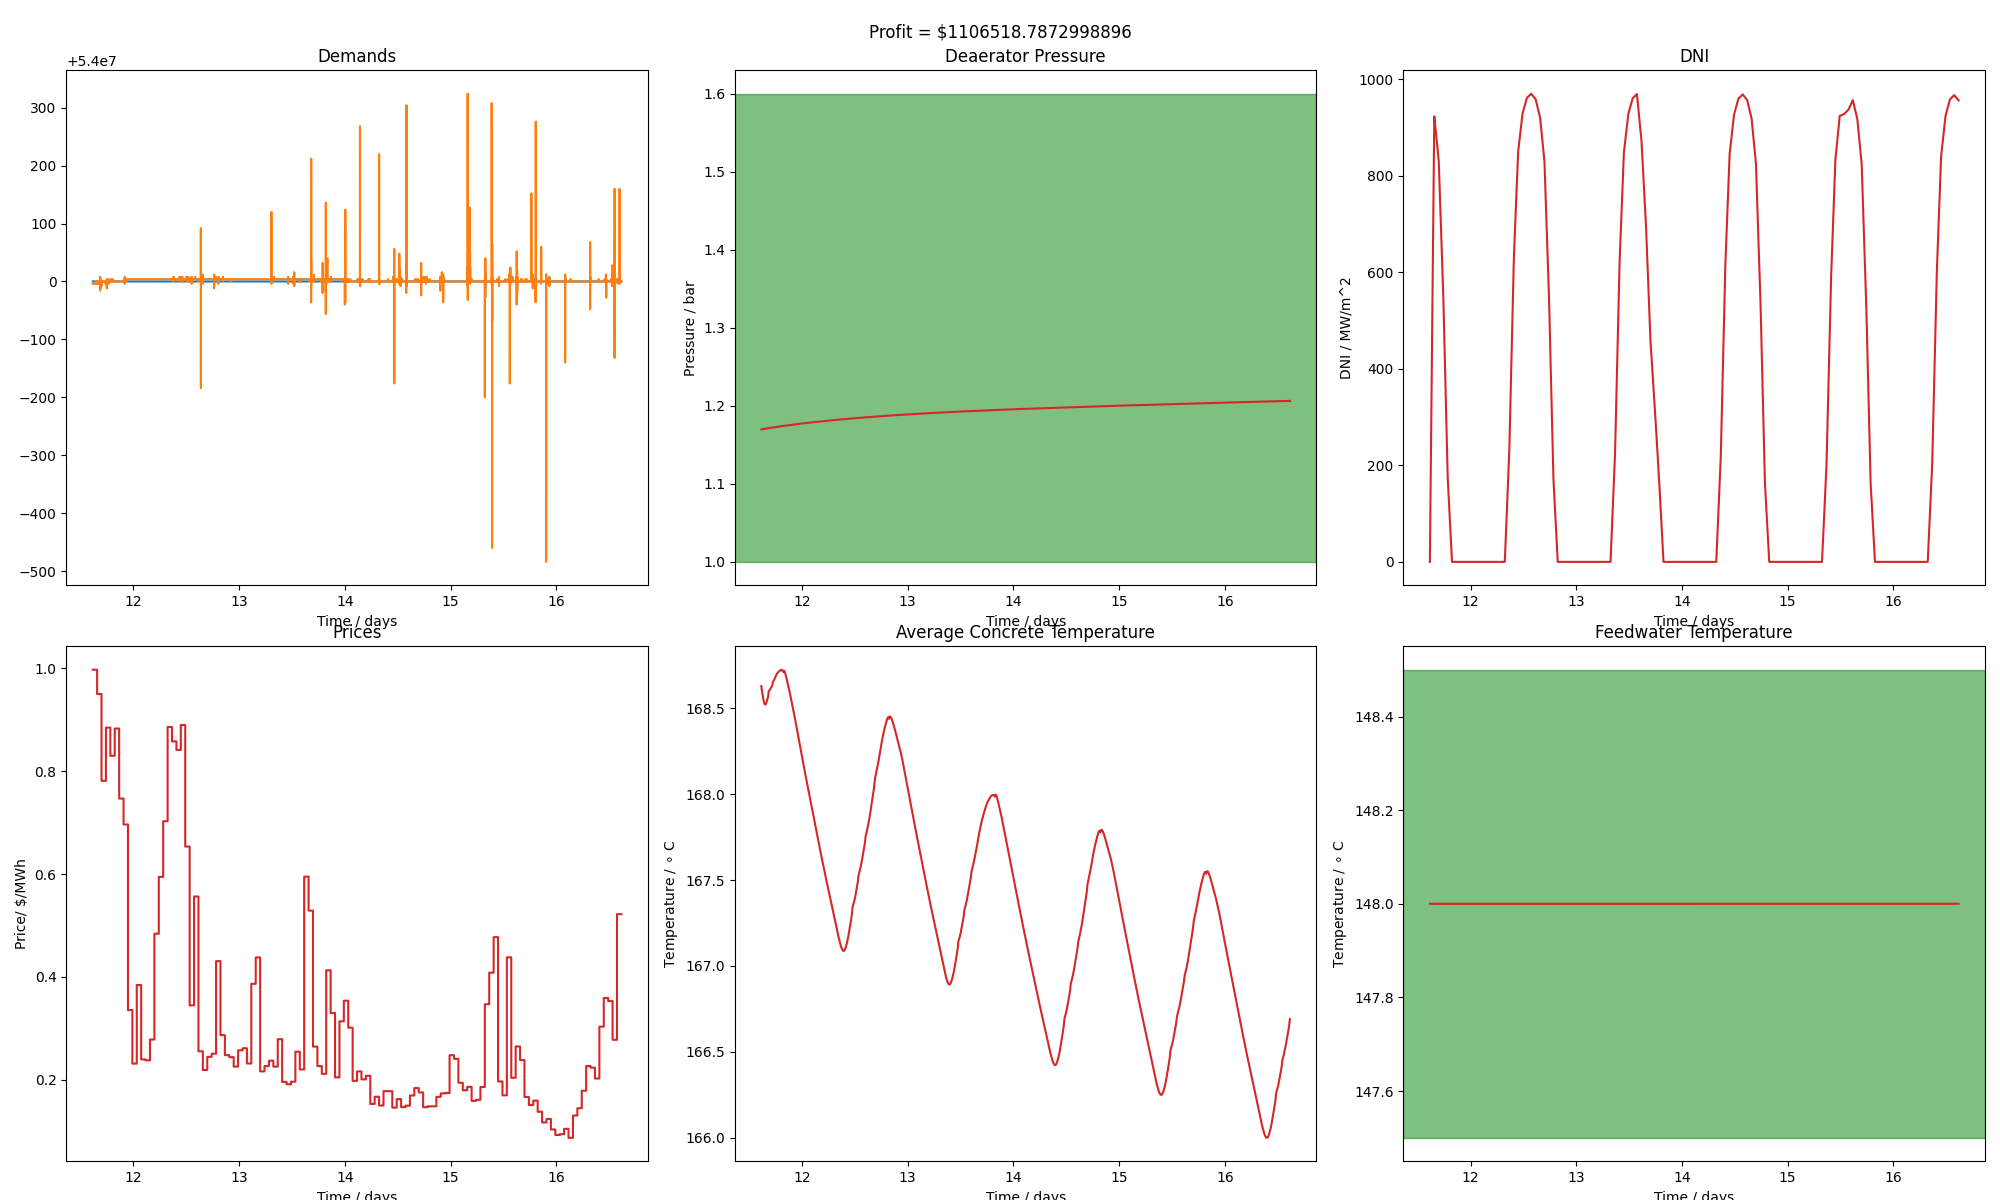 Profit = $1106518.7872998896
Demands
+5.4e7
300
200
100
0
−100
−200
−300
−400
−500
12 13 14 15 16
Time / days
Deaerator Pressure
Pressure / bar
1.6
1.5
1.4
1.3
1.2
1.1
1.0
12 13 14 15 16
Time / days
DNI
DNI / MW/m^2
1000
800
600
400
200
0
12 13 14 15 16
Time / days
Prices
Price/ $/MWh
1.0
0.8
0.6
0.4
0.2
12 13 14 15 16
Time / days
Average Concrete Temperature
Temperature / ∘ C
168.5
168.0
167.5
167.0
166.5
166.0
12 13 14 15 16
Time / days
Feedwater Temperature
Temperature / ∘ C
148.4
148.2
148.0
147.8
147.6
12 13 14 15 16
Time / days